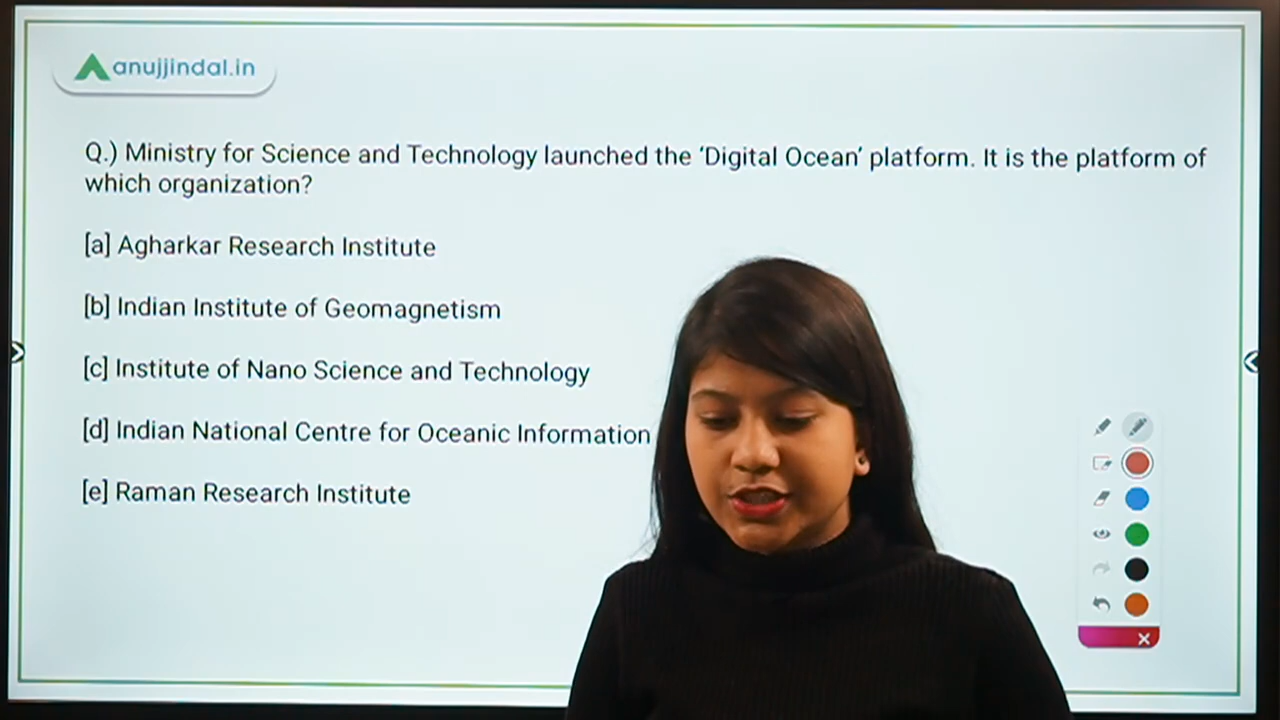 anujjindal.in
Q.) Ministry for Science and Technology launched the ‘Digital Ocean’ platform. It is the platform of
which organization?
[a] Agharkar Research Institute
[b] Indian Institute of Geomagnetism
[c] Institute of Nano Science and Technology
[d] Indian National Centre for Oceanic Information
[e] Raman Research Institute